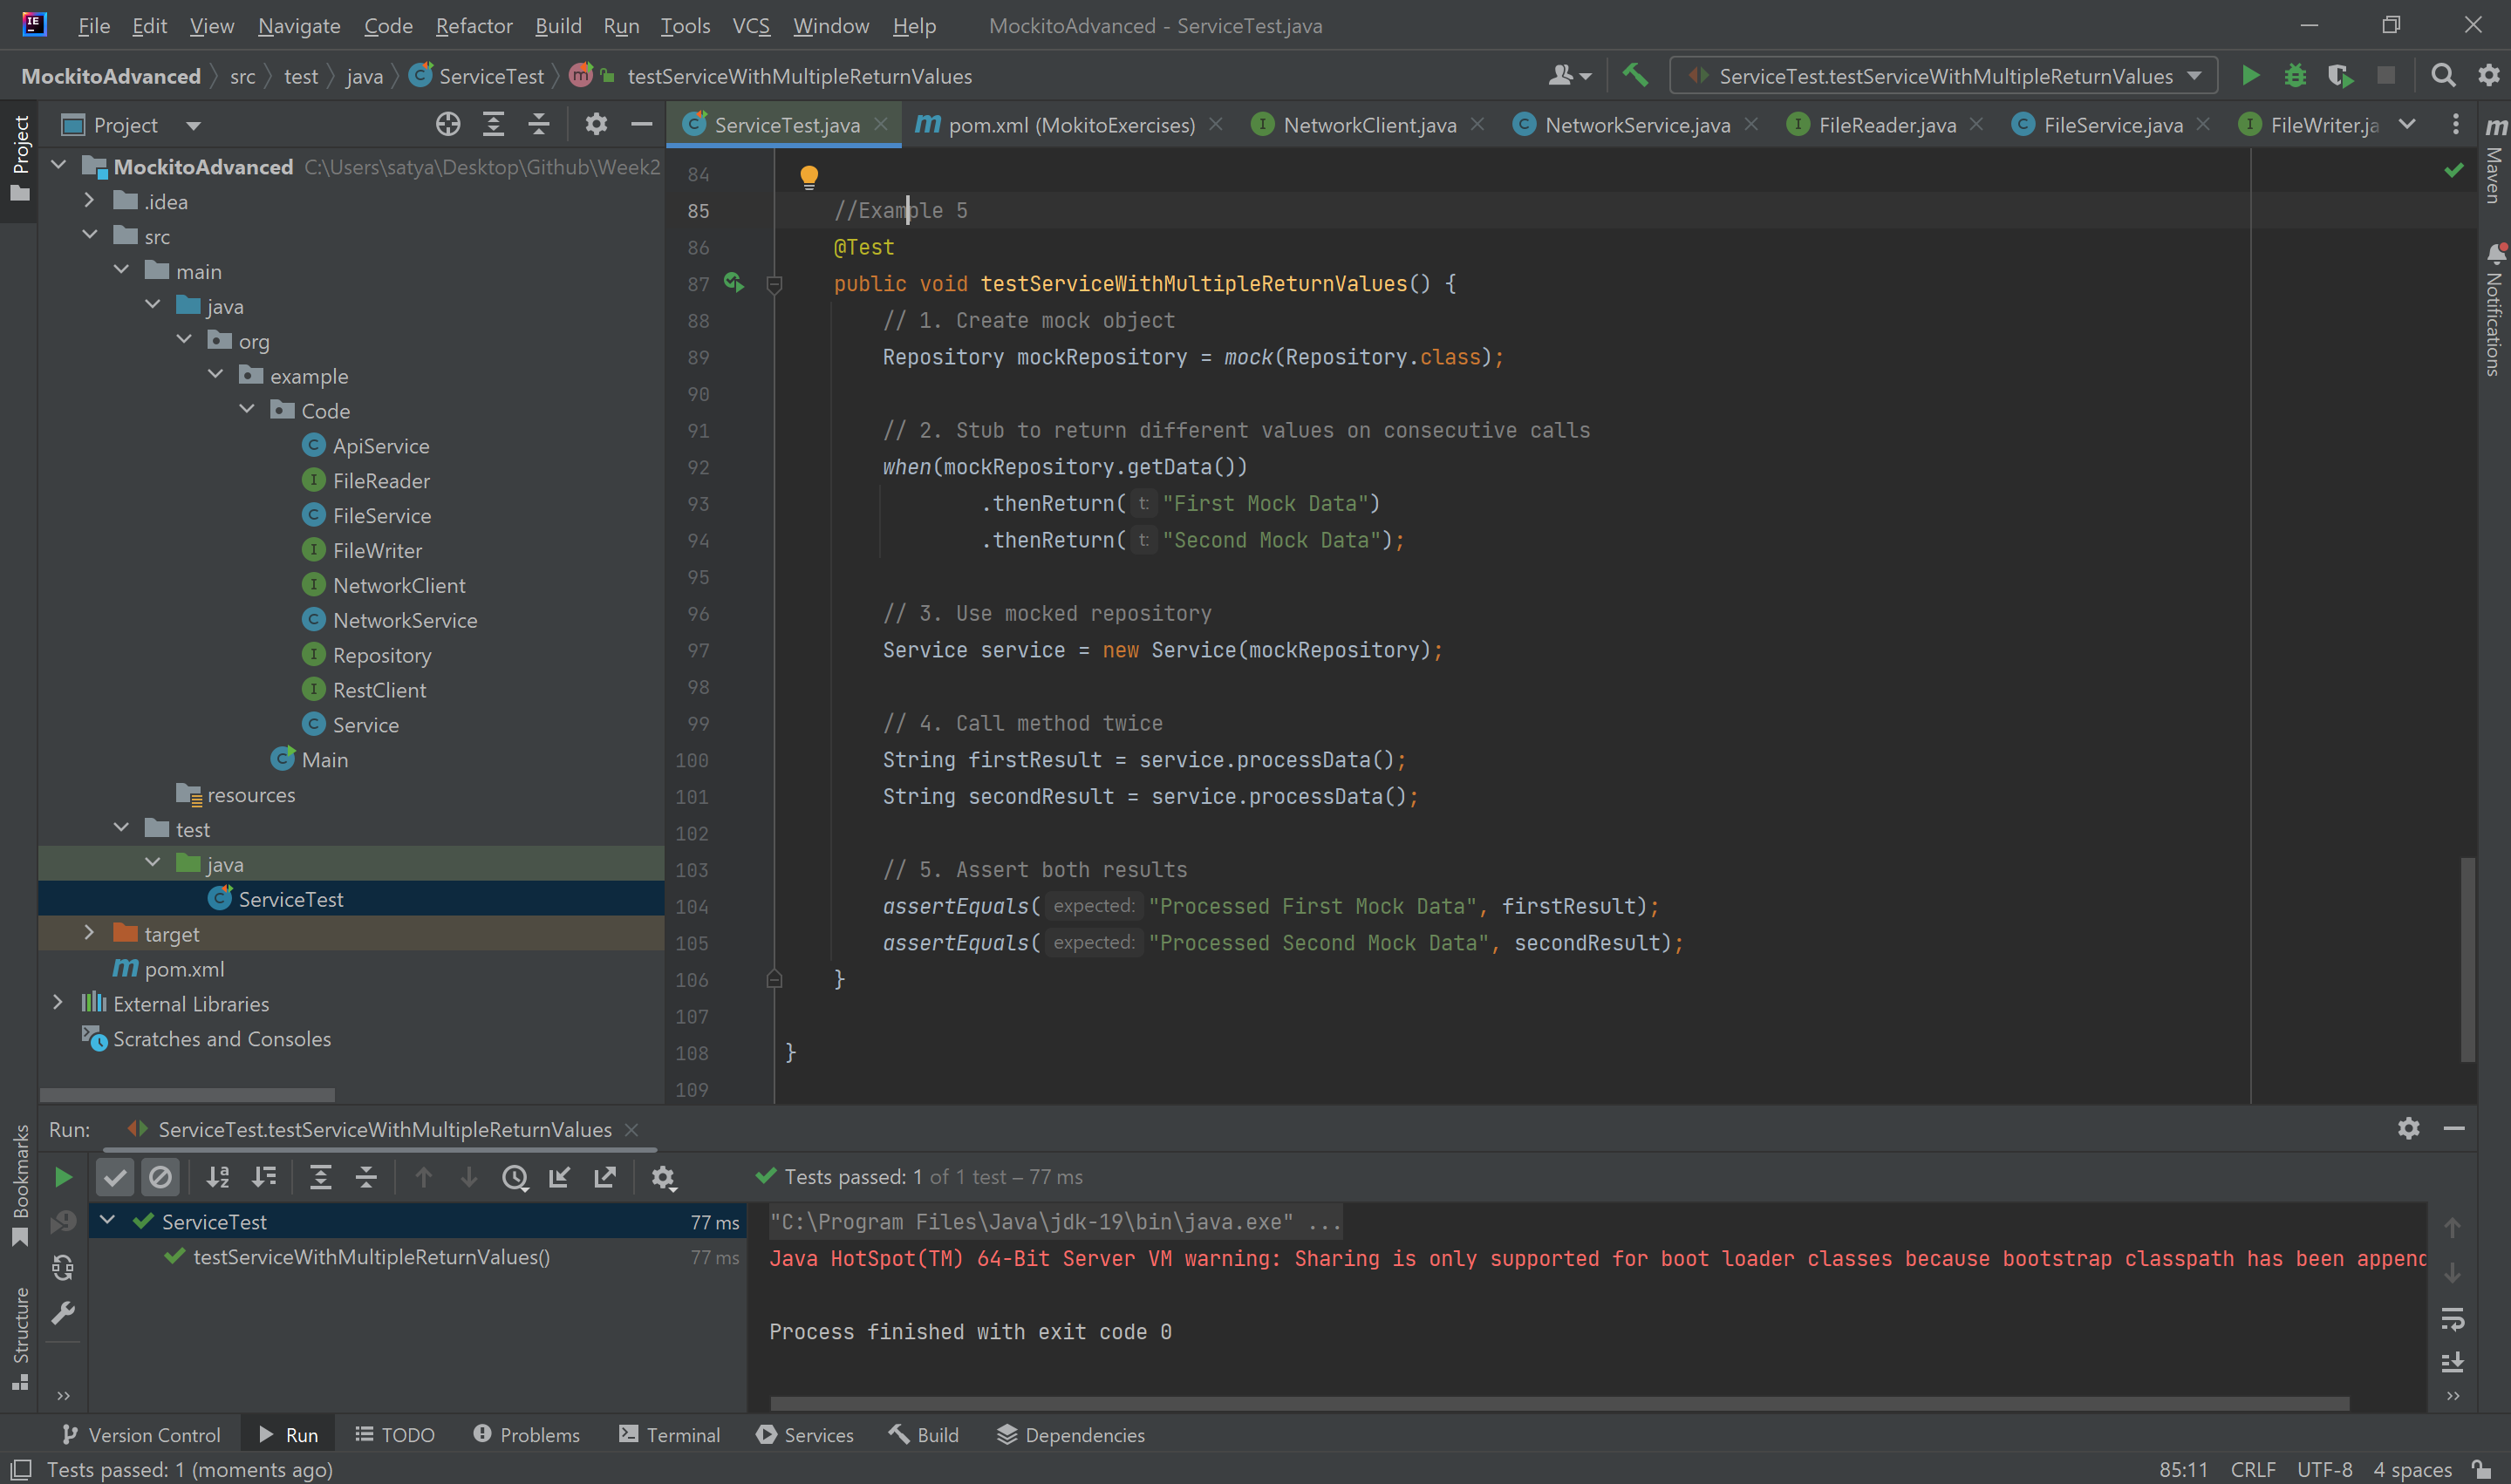 File Edit View Navigate Code Refactor Build Run Tools VCS Window Help MockitoAdvanced - ServiceTest.java
MockitoAdvanced src test java ServiceTest testServiceWithMultipleReturnValues ServiceTest.testServiceWithMultipleReturnValues
Project
Project
ServiceTest.java pom.xml (MokitoExercises) NetworkClient.java NetworkService.java FileReader.java FileService.java FileWriter.ja
Maven
Notifications
MockitoAdvanced C:\Users\satya\Desktop\Github\Week2
.idea
src
main
java
org
example
Code
ApiService
FileReader
FileService
FileWriter
NetworkClient
NetworkService
Repository
RestClient
Service
Main
resources
test
java
ServiceTest
target
pom.xml
External Libraries
Scratches and Consoles
84
85 //Example 5
86 @Test
87 public void testServiceWithMultipleReturnValues() {
88 // 1. Create mock object
89 Repository mockRepository = mock(Repository.class);
90
91 // 2. Stub to return different values on consecutive calls
92 when(mockRepository.getData())
93 .thenReturn( t: "First Mock Data")
94 .thenReturn( t: "Second Mock Data");
95
96 // 3. Use mocked repository
97 Service service = new Service(mockRepository);
98
99 // 4. Call method twice
100 String firstResult = service.processData();
101 String secondResult = service.processData();
102
103 // 5. Assert both results
104 assertEquals( expected: "Processed First Mock Data", firstResult);
105 assertEquals( expected: "Processed Second Mock Data", secondResult);
106 }
107
108 }
109
Bookmarks
Structure
Run: ServiceTest.testServiceWithMultipleReturnValues
Tests passed: 1 of 1 test – 77 ms
ServiceTest 77 ms
testServiceWithMultipleReturnValues() 77 ms
"C:\Program Files\Java\jdk-19\bin\java.exe" ...
Java HotSpot(TM) 64-Bit Server VM warning: Sharing is only supported for boot loader classes because bootstrap classpath has been append
Process finished with exit code 0
Version Control Run TODO Problems Terminal Services Build Dependencies
Tests passed: 1 (moments ago) 85:11 CRLF UTF-8 4 spaces